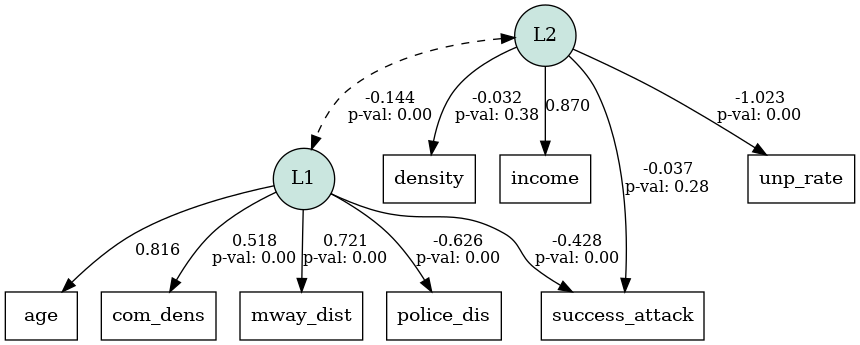 L2
-0.144
p-val: 0.00
-0.032
p-val: 0.38
0.870
-1.023
p-val: 0.00
density
income
unp_rate
L1
-0.037
p-val: 0.28
0.816
0.518
p-val: 0.00
0.721
p-val: 0.00
-0.626
p-val: 0.00
-0.428
p-val: 0.00
age
com_dens
mway_dist
police_dis
success_attack